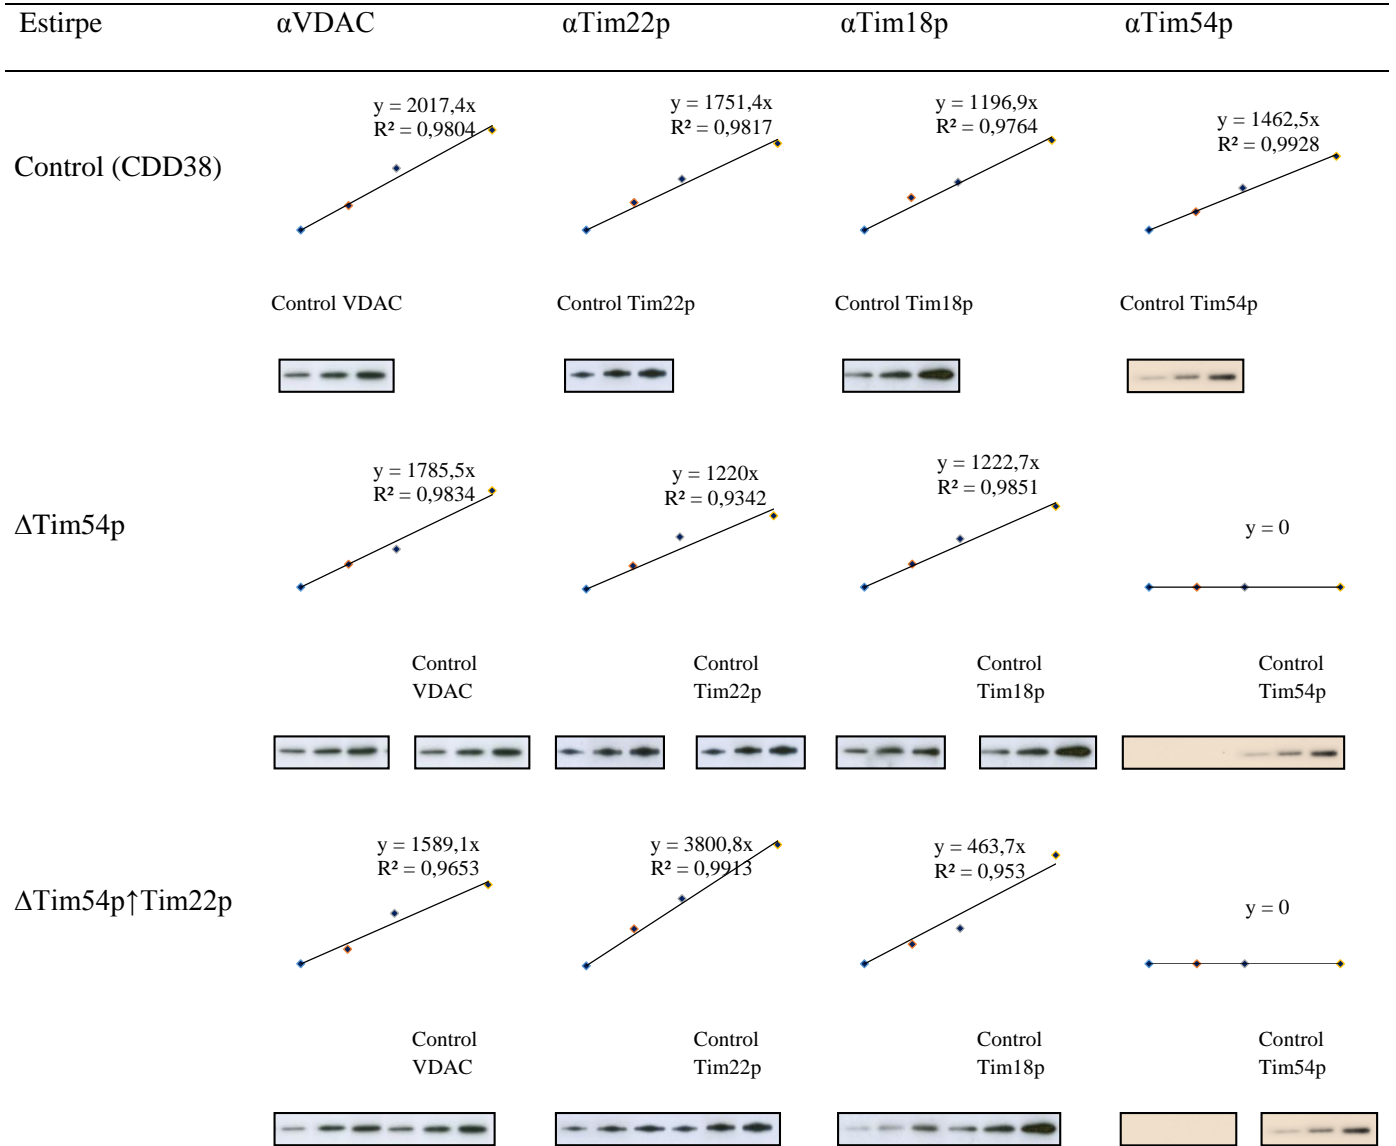 Estirpe αVDAC αTim22p αTim18p αTim54p
y = 2017,4x
R² = 0,9804
y = 1751,4x
R² = 0,9817
y = 1196,9x
R² = 0,9764
y = 1462,5x
R² = 0,9928
Control (CDD38)
Control VDAC Control Tim22p Control Tim18p Control Tim54p
y = 1785,5x
R² = 0,9834
y = 1220x
R² = 0,9342
y = 1222,7x
R² = 0,9851
y = 0
ΔTim54p
Control
VDAC
Control
Tim22p
Control
Tim18p
Control
Tim54p
y = 1589,1x
R² = 0,9653
y = 3800,8x
R² = 0,9913
y = 463,7x
R² = 0,953
y = 0
ΔTim54p↑Tim22p
Control
VDAC
Control
Tim22p
Control
Tim18p
Control
Tim54p